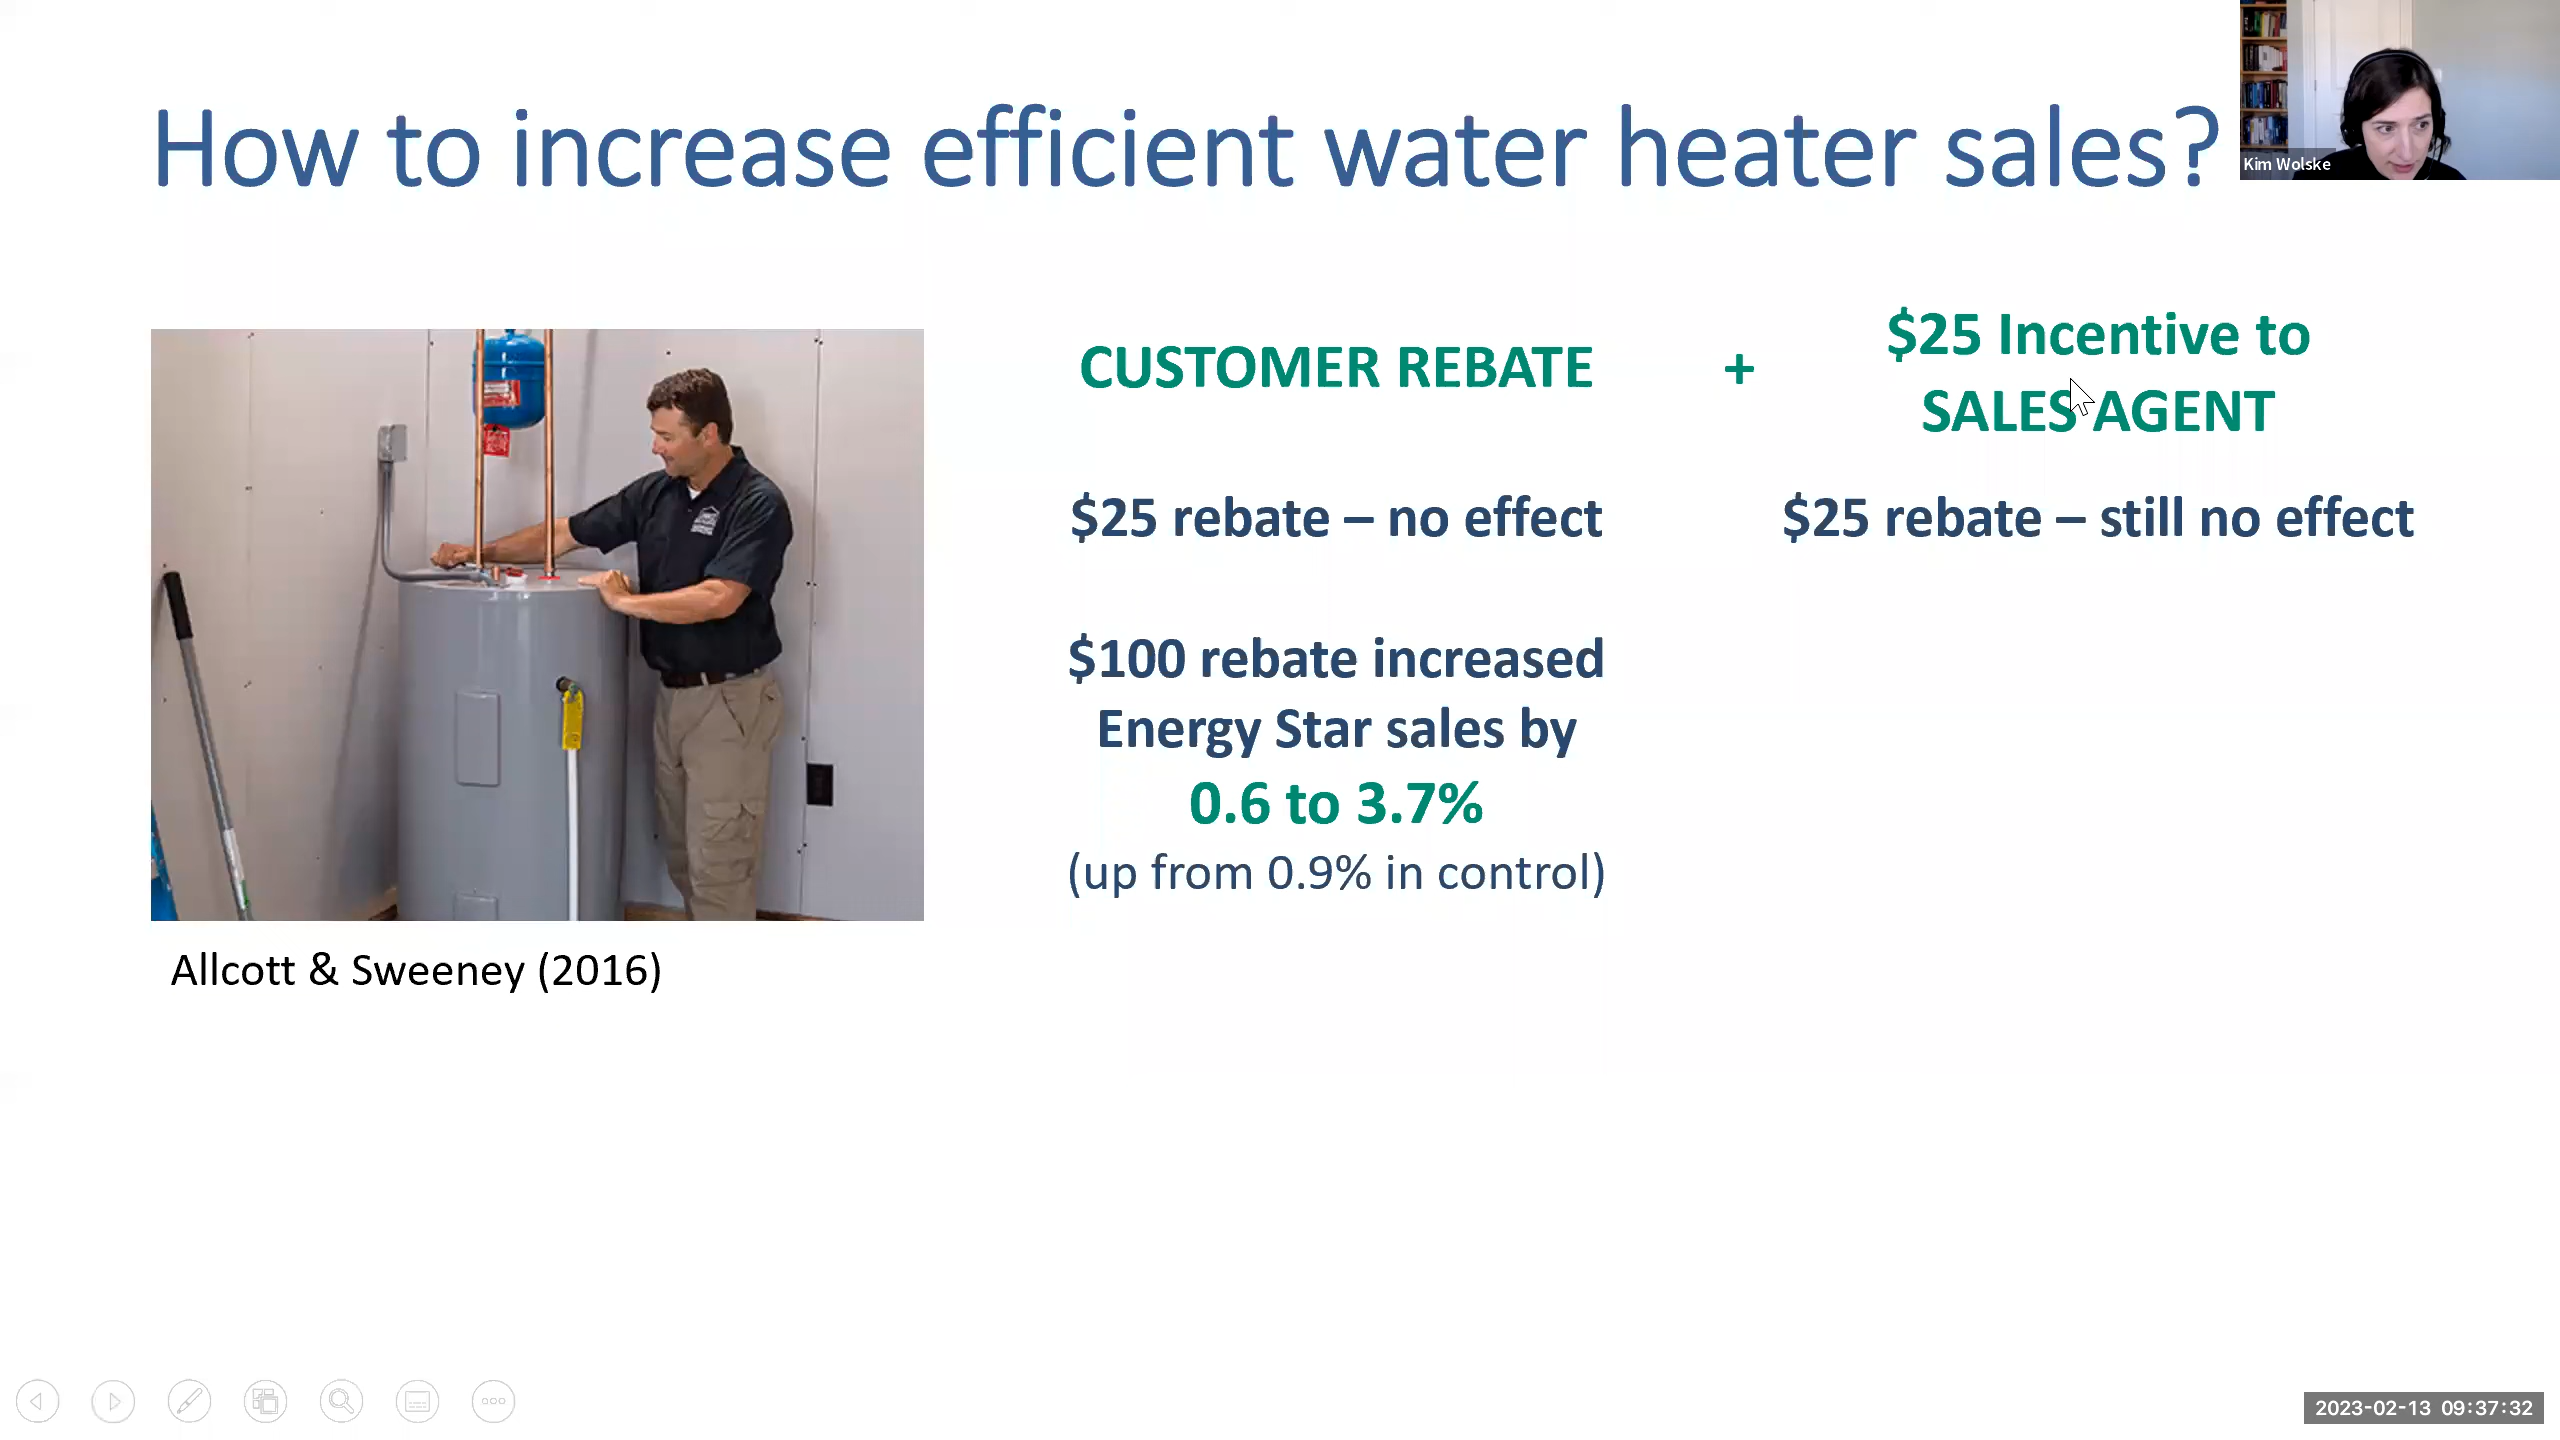 How to increase efficient water heater sales?
Kim Wolske
CUSTOMER REBATE
+
$25 Incentive to
SALES AGENT
$25 rebate – no effect
$25 rebate – still no effect
$100 rebate increased
Energy Star sales by
0.6 to 3.7%
(up from 0.9% in control)
Allcott & Sweeney (2016)
2023-02-13 09:37:32